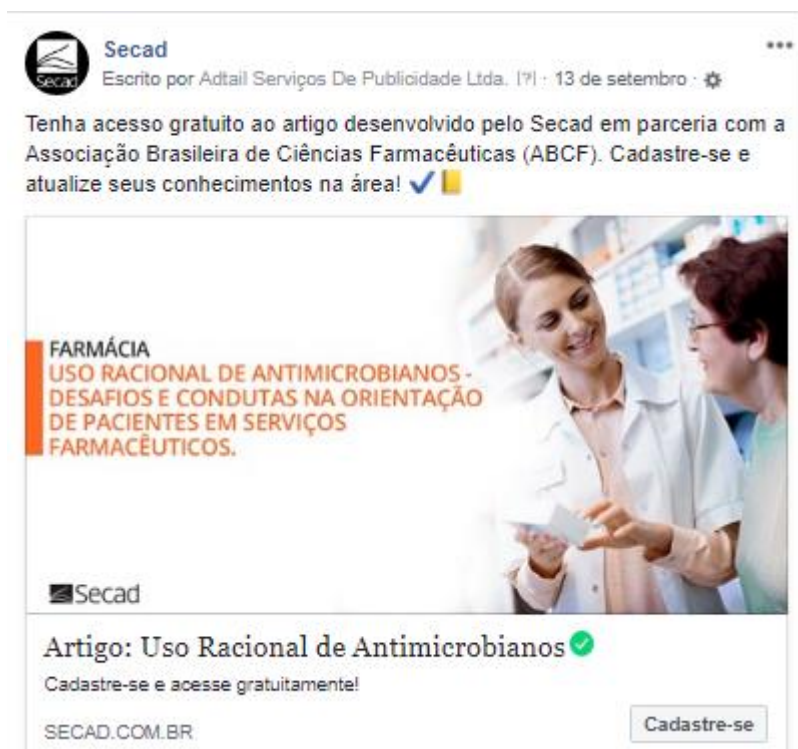 Secad
Secad
Escrito por Adtail Serviços De Publicidade Ltda. [?] · 13 de setembro ·
Tenha acesso gratuito ao artigo desenvolvido pelo Secad em parceria com a
Associação Brasileira de Ciências Farmacêuticas (ABCF). Cadastre-se e
atualize seus conhecimentos na área! ✔📒
FARMÁCIA
USO RACIONAL DE ANTIMICROBIANOS -
DESAFIOS E CONDUTAS NA ORIENTAÇÃO
DE PACIENTES EM SERVIÇOS
FARMACÊUTICOS.
Secad
Artigo: Uso Racional de Antimicrobianos
Cadastre-se e acesse gratuitamente!
SECAD.COM.BR
Cadastre-se